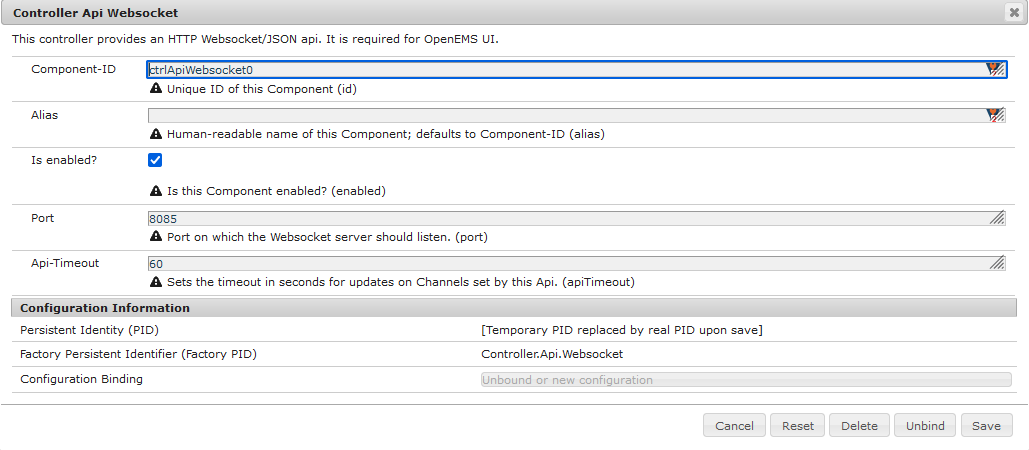 Controller Api Websocket
This controller provides an HTTP Websocket/JSON api. It is required for OpenEMS UI.
Component-ID
ctrlApiWebsocket0
Unique ID of this Component (id)
Alias
Human-readable name of this Component; defaults to Component-ID (alias)
Is enabled?
Is this Component enabled? (enabled)
Port
8085
Port on which the Websocket server should listen. (port)
Api-Timeout
60
Sets the timeout in seconds for updates on Channels set by this Api. (apiTimeout)
Configuration Information
Persistent Identity (PID) [Temporary PID replaced by real PID upon save]
Factory Persistent Identifier (Factory PID) Controller.Api.Websocket
Configuration Binding Unbound or new configuration
Cancel Reset Delete Unbind Save